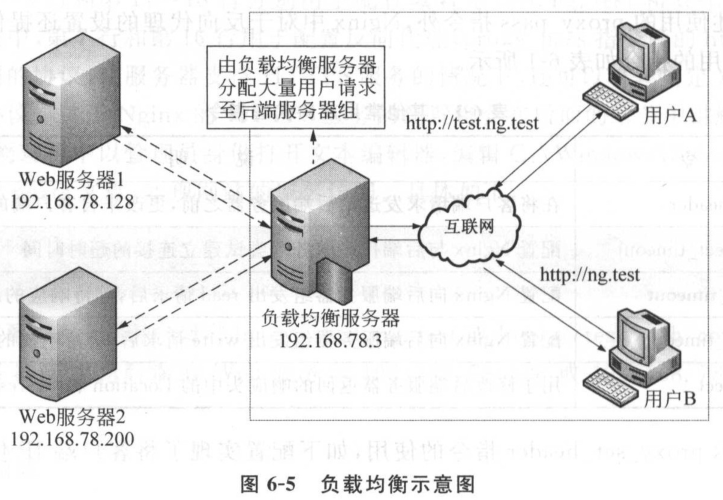 由负载均衡服务器
分配大量用户请求
至后端服务器组
http://test.ng.test
用户A
Web服务器1
192.168.78.128
互联网
http://ng.test
负载均衡服务器
192.168.78.3
用户B
Web服务器2
192.168.78.200
图 6-5 负载均衡示意图